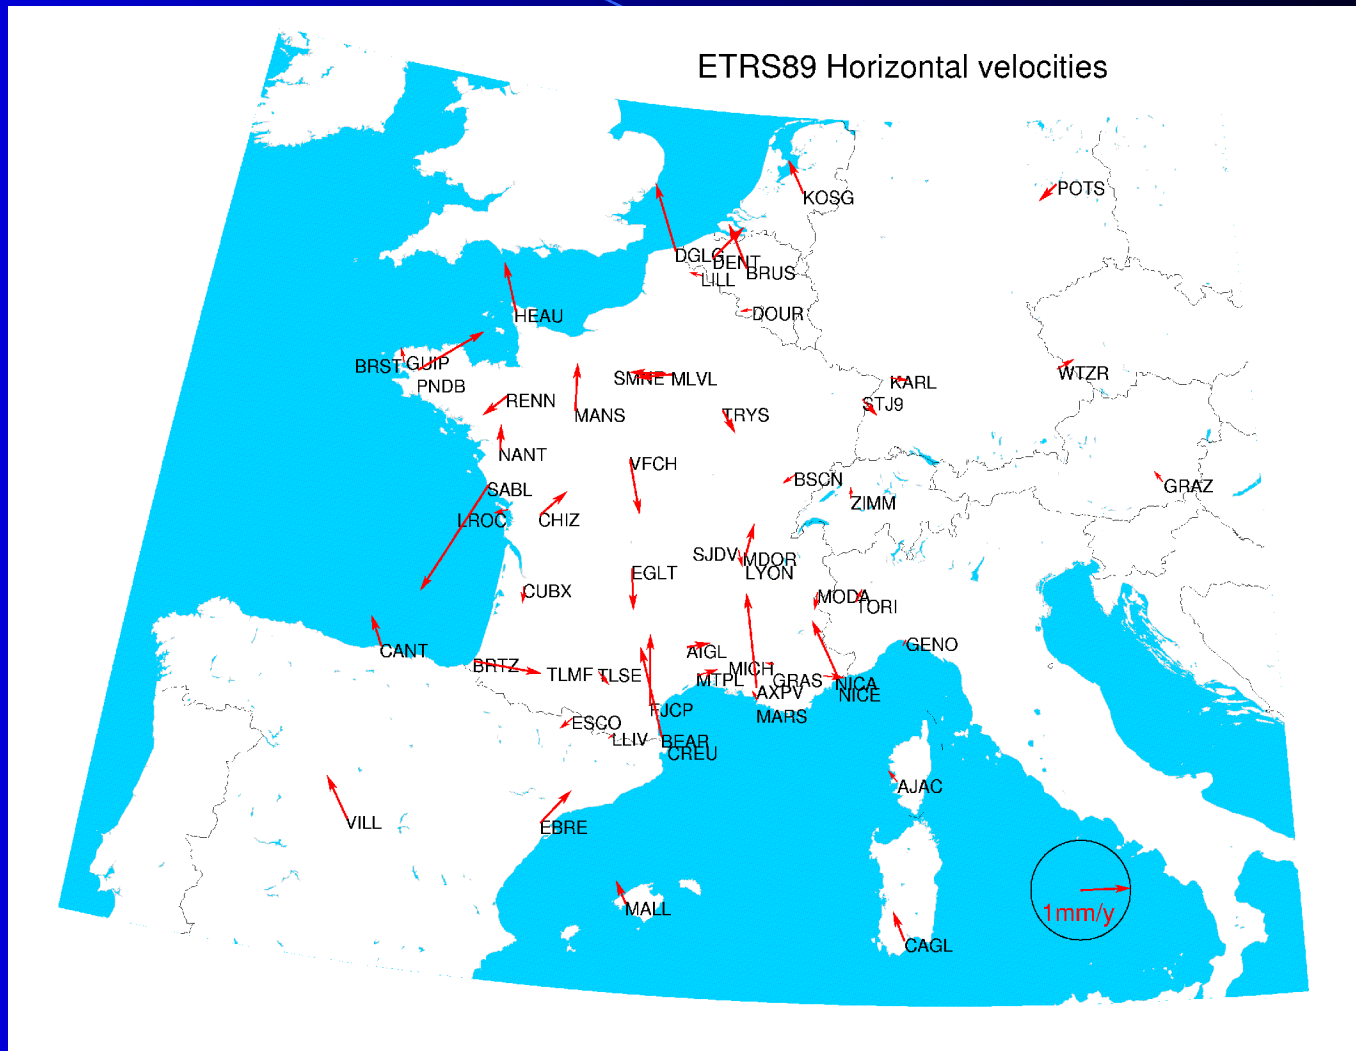 ETRS89 Horizontal velocities
POTS
KOSG
DGLG
DENT
BRUS
LILL
DOUR
HEAU
BRST
GUIP
PNDB
SMNE
MLVL
KARL
WTZR
RENN
MANS
TRYS
STJ9
NANT
VFCH
BSCN
GRAZ
SABL
ZIMM
LROC
CHIZ
SJDV
MDOR
LYON
EGLT
CUBX
MODA
TORI
CANT
AIGL
GENO
BRTZ
TLMF
TLSE
MTPL
MICH
GRAS
NICA
NICE
AXPV
FJCP
MARS
ESCO
LLIV
BEAR
CREU
AJAC
VILL
EBRE
MALL
1mm/y
CAGL